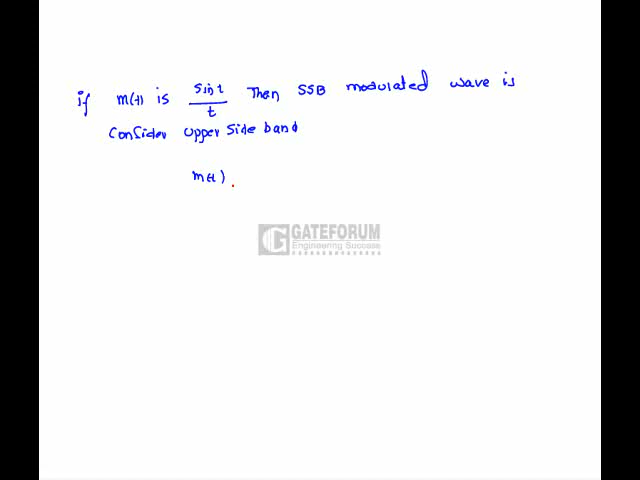 if m(t) is sin t / t Then SSB modulated wave is
Consider upper side band
m(t)
GATEFORUM
Engineering Success